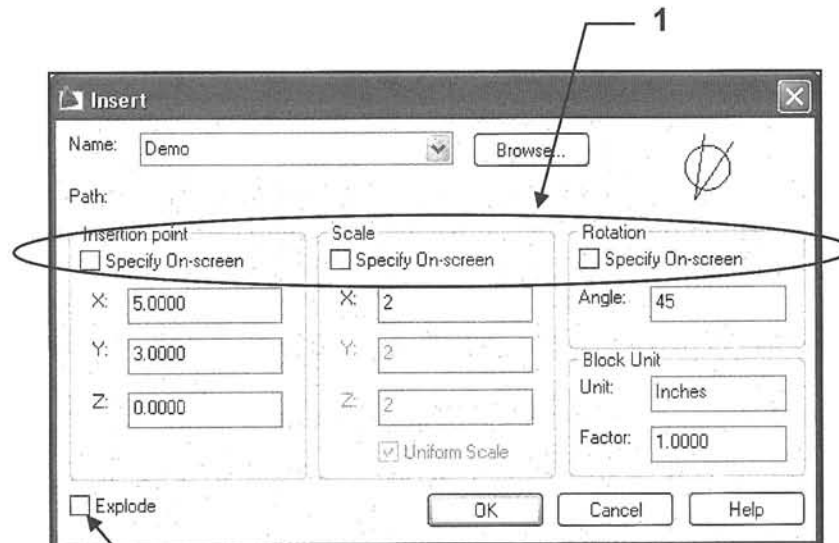 1
Insert
Name: Demo Browse...
Path:
Insertion point Scale Rotation
Specify On-screen Specify On-screen Specify On-screen
X: 5.0000 X: 2 Angle: 45
Y: 3.0000 Y: 2 Block Unit
Z: 0.0000 Z: 2 Unit: Inches
Uniform Scale Factor: 1.0000
Explode OK Cancel Help